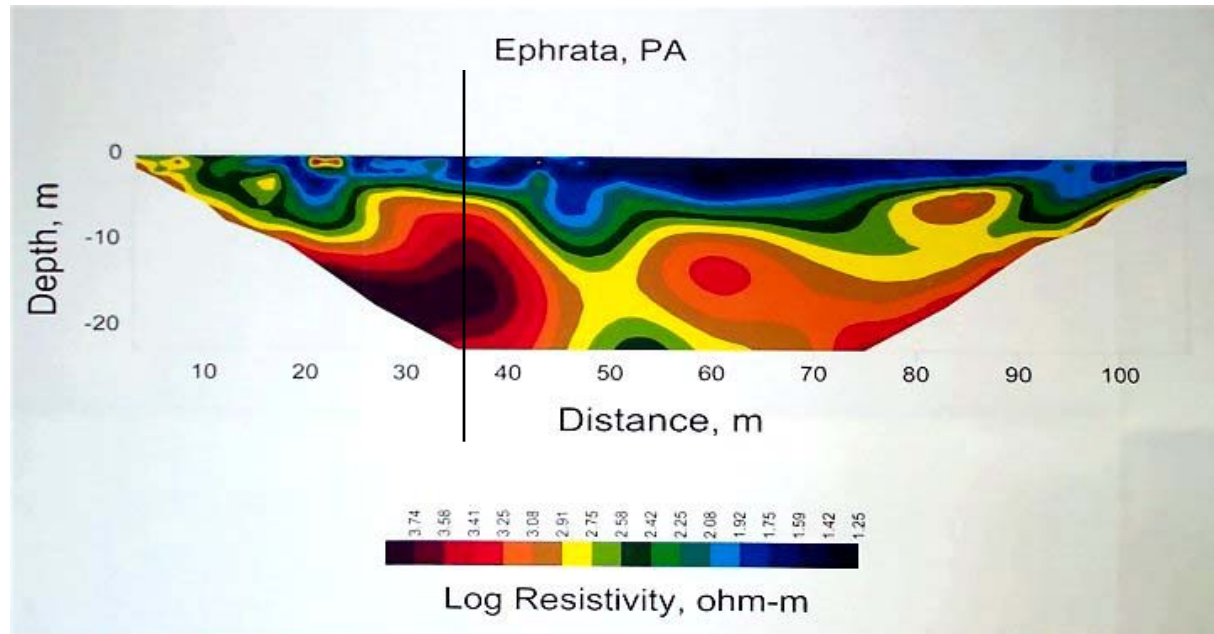 Ephrata, PA
0
-10
-20
Depth, m
10 20 30 40 50 60 70 80 90 100
Distance, m
3.74 3.58 3.41 3.25 3.08 2.91 2.75 2.58 2.42 2.25 2.08 1.92 1.75 1.59 1.42 1.25
Log Resistivity, ohm-m